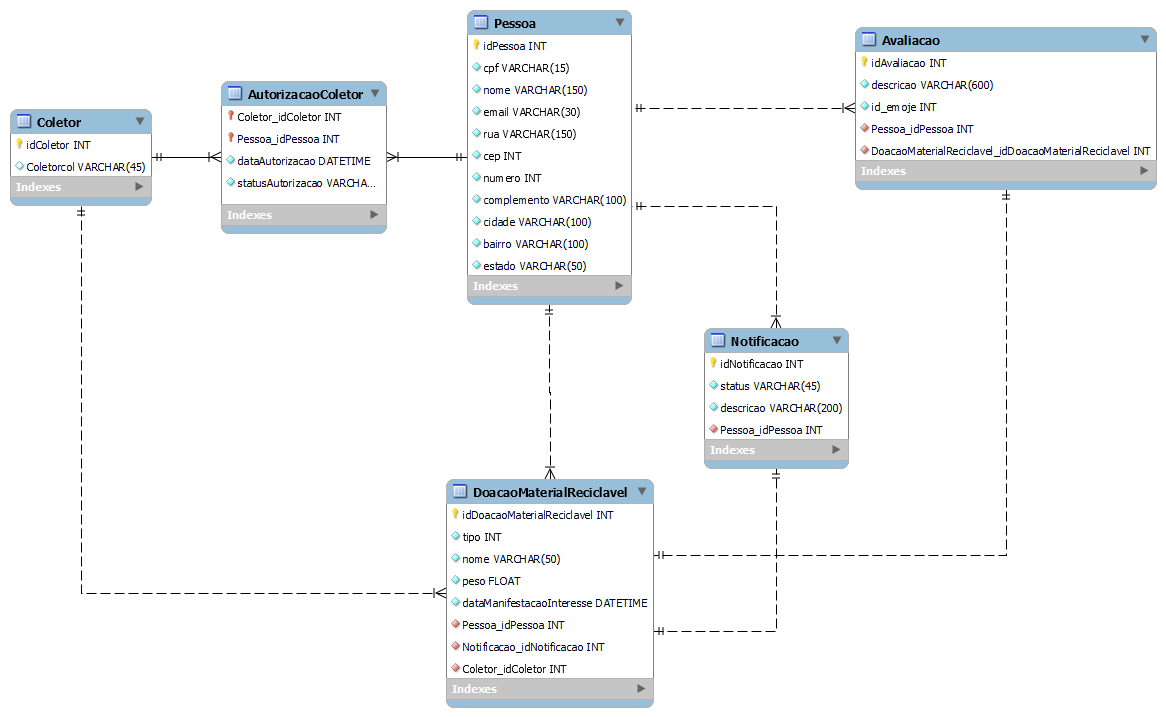 Coletor
idColetor INT
Coletorcol VARCHAR(45)
Indexes
AutorizacaoColetor
Coletor_idColetor INT
Pessoa_idPessoa INT
dataAutorizacao DATETIME
statusAutorizacao VARCHA...
Indexes
Pessoa
idPessoa INT
cpf VARCHAR(15)
nome VARCHAR(150)
email VARCHAR(30)
rua VARCHAR(150)
cep INT
numero INT
complemento VARCHAR(100)
cidade VARCHAR(100)
bairro VARCHAR(100)
estado VARCHAR(50)
Indexes
Avaliacao
idAvaliacao INT
descricao VARCHAR(600)
id_emoje INT
Pessoa_idPessoa INT
DoacaoMaterialReciclavel_idDoacaoMaterialReciclavel INT
Indexes
Notificacao
idNotificacao INT
status VARCHAR(45)
descricao VARCHAR(200)
Pessoa_idPessoa INT
Indexes
DoacaoMaterialReciclavel
idDoacaoMaterialReciclavel INT
tipo INT
nome VARCHAR(50)
peso FLOAT
dataManifestacaoInteresse DATETIME
Pessoa_idPessoa INT
Notificacao_idNotificacao INT
Coletor_idColetor INT
Indexes